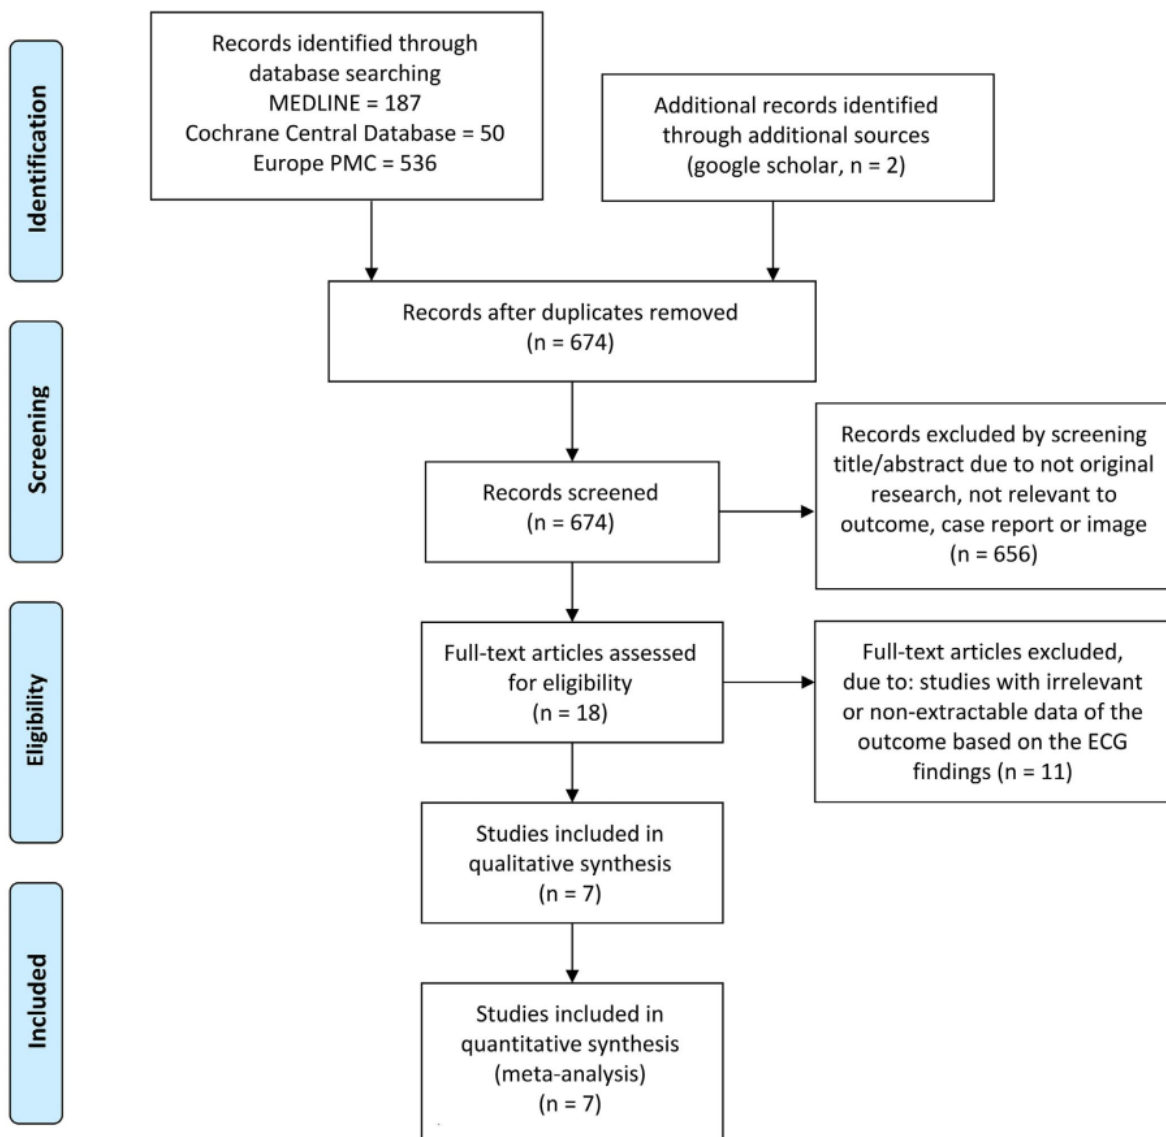 Identification
Records identified through
database searching
MEDLINE = 187
Cochrane Central Database = 50
Europe PMC = 536
Additional records identified
through additional sources
(google scholar, n = 2)
Records after duplicates removed
(n = 674)
Screening
Records screened
(n = 674)
Records excluded by screening
title/abstract due to not original
research, not relevant to
outcome, case report or image
(n = 656)
Eligibility
Full-text articles assessed
for eligibility
(n = 18)
Full-text articles excluded,
due to: studies with irrelevant
or non-extractable data of the
outcome based on the ECG
findings (n = 11)
Studies included in
qualitative synthesis
(n = 7)
Included
Studies included in
quantitative synthesis
(meta-analysis)
(n = 7)